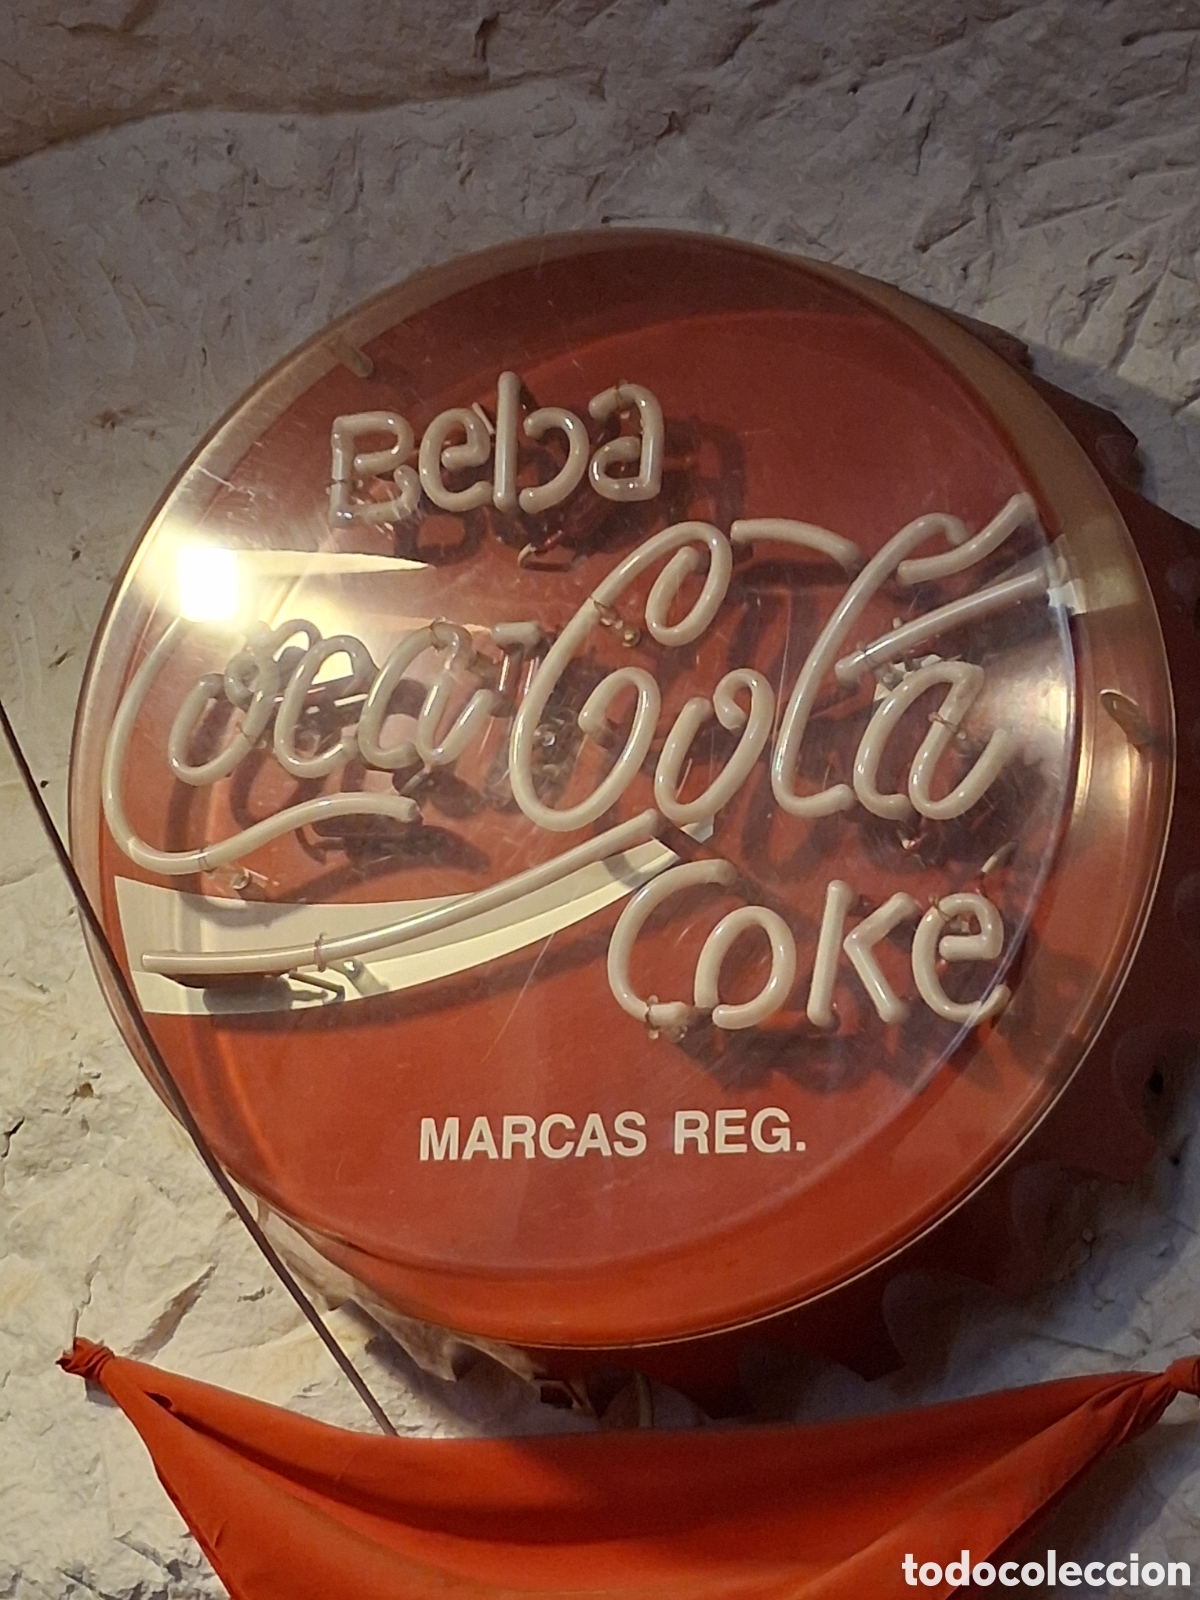 Beba
Coca-Cola
Coke
MARCAS REG.
todocoleccion